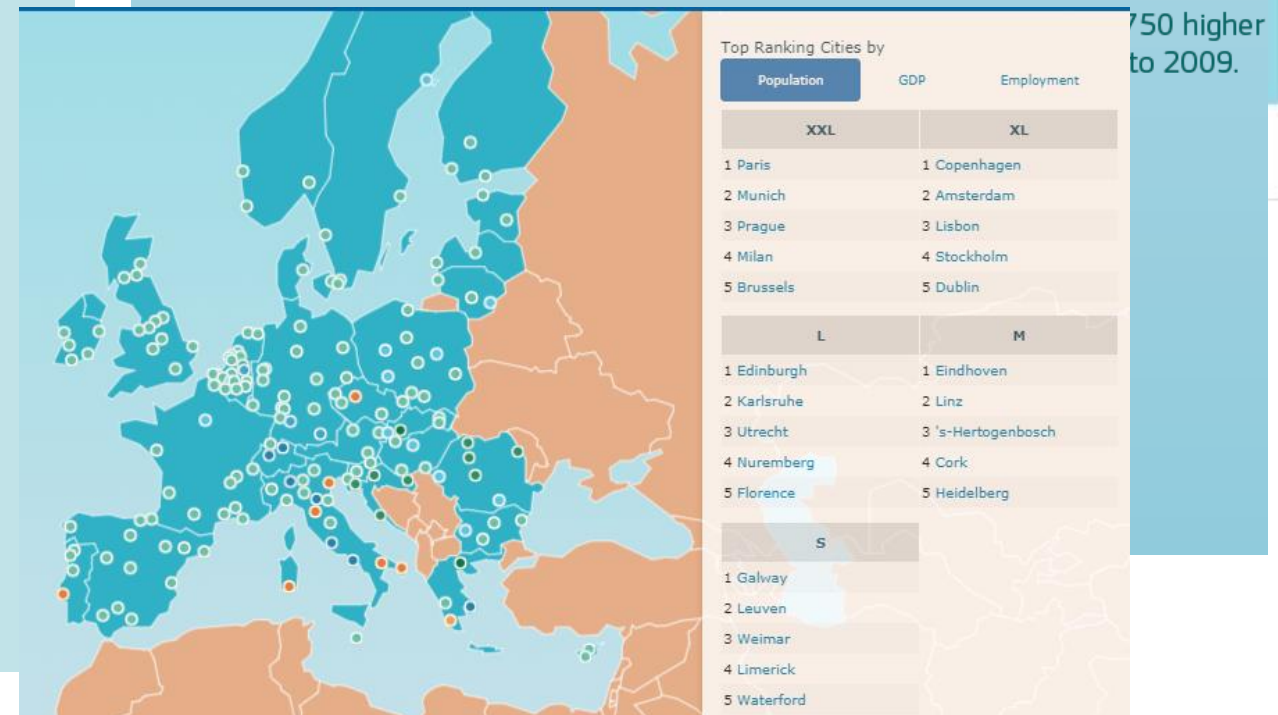 750 higher
to 2009.
Top Ranking Cities by
Population GDP Employment
XXL XL
1 Paris 1 Copenhagen
2 Munich 2 Amsterdam
3 Prague 3 Lisbon
4 Milan 4 Stockholm
5 Brussels 5 Dublin
L M
1 Edinburgh 1 Eindhoven
2 Karlsruhe 2 Linz
3 Utrecht 3 's-Hertogenbosch
4 Nuremberg 4 Cork
5 Florence 5 Heidelberg
S
1 Galway
2 Leuven
3 Weimar
4 Limerick
5 Waterford